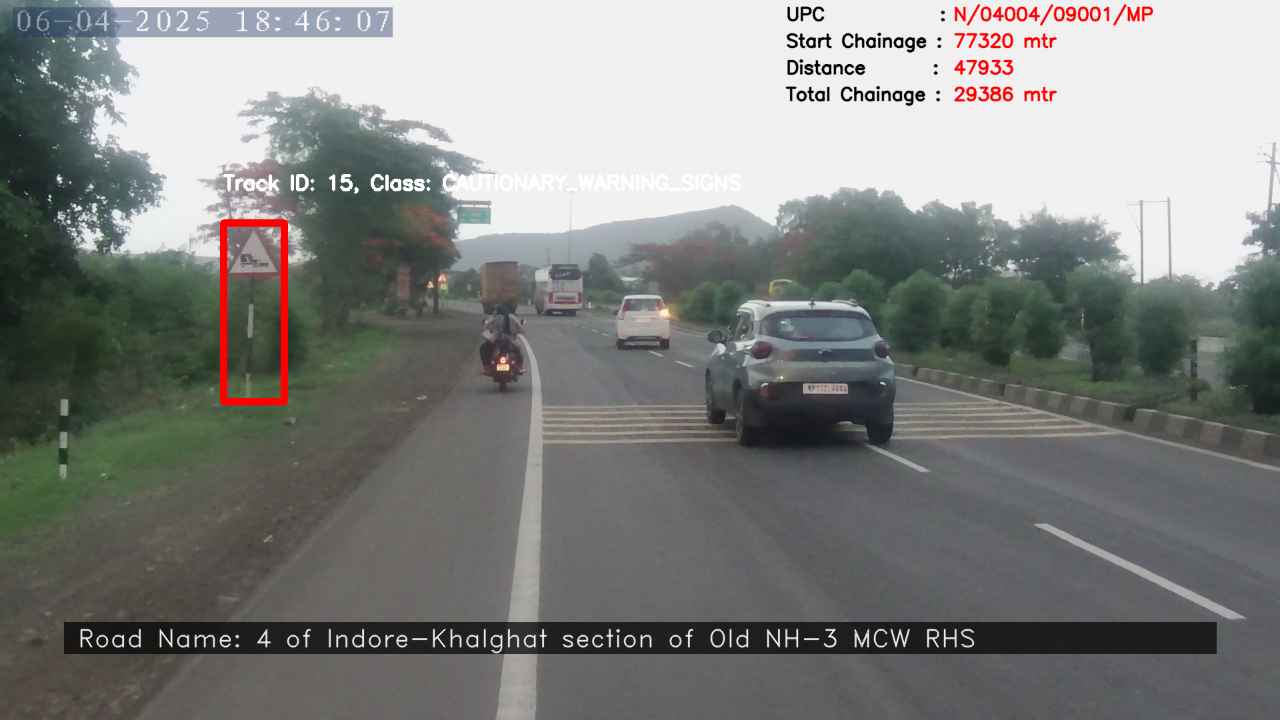 06-04-2025 18:46:07
UPC : N/04004/09001/MP
Start Chainage : 77320 mtr
Distance : 47933
Total Chainage : 29386 mtr
Track ID: 15, Class: CAUTIONARY_WARNING_SIGNS
Road Name: 4 of Indore-Khalghat section of Old NH-3 MCW RHS